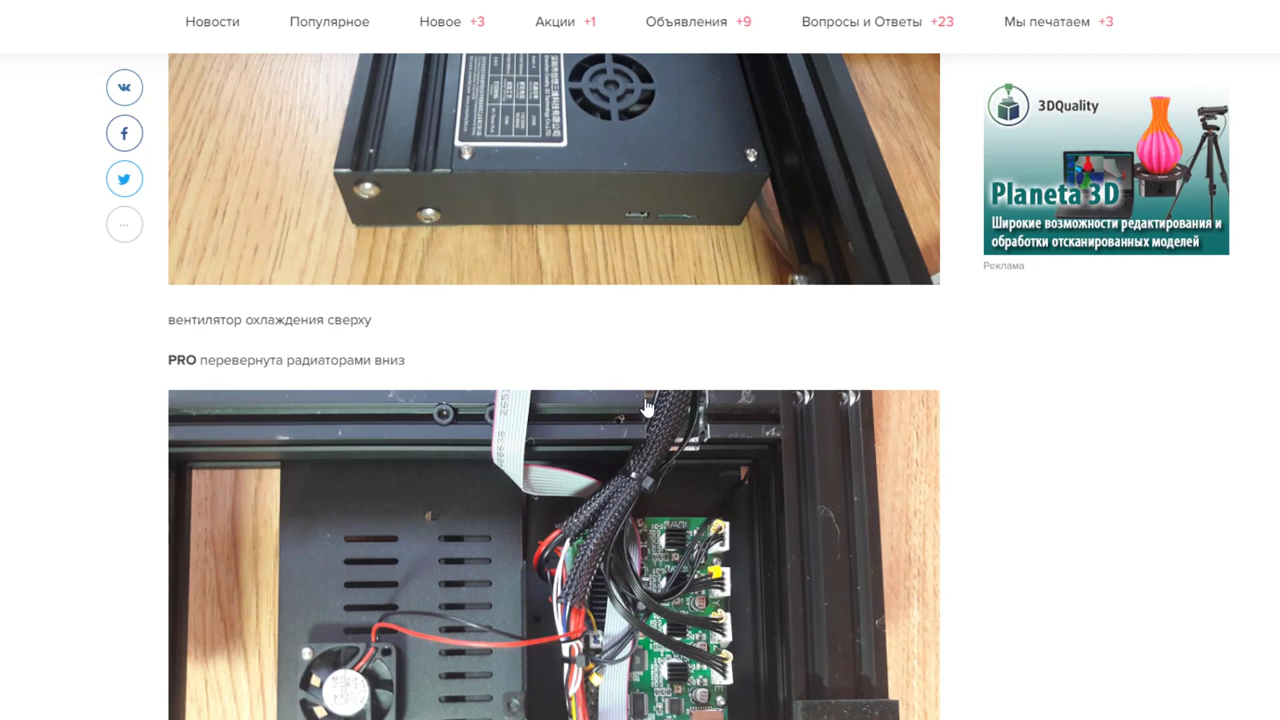 Новости Популярное Новое +3 Акции +1 Объявления +9 Вопросы и Ответы +23 Мы печатаем +3
3DQuality
Planeta 3D
Широкие возможности редактирования и
обработки отсканированных моделей
Реклама
вентилятор охлаждения сверху
PRO перевернута радиаторами вниз